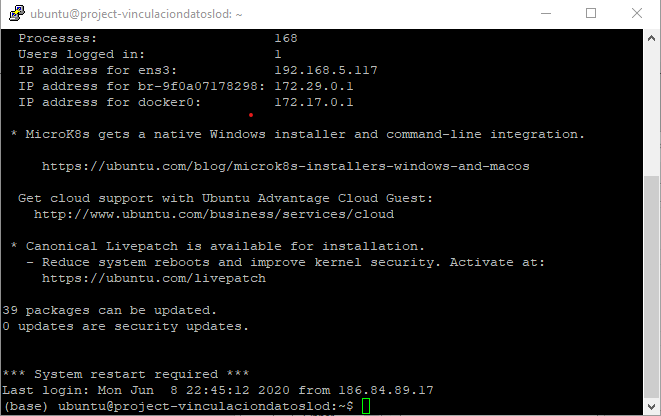 ubuntu@project-vinculaciondatoslod: ~
Processes:           168
Users logged in:     1
IP address for ens3:            192.168.5.117
IP address for br-9f0a07178298: 172.29.0.1
IP address for docker0:         172.17.0.1
* MicroK8s gets a native Windows installer and command-line integration.
https://ubuntu.com/blog/microk8s-installers-windows-and-macos
Get cloud support with Ubuntu Advantage Cloud Guest:
http://www.ubuntu.com/business/services/cloud
* Canonical Livepatch is available for installation.
- Reduce system reboots and improve kernel security. Activate at:
https://ubuntu.com/livepatch
39 packages can be updated.
0 updates are security updates.
*** System restart required ***
Last login: Mon Jun  8 22:45:12 2020 from 186.84.89.17
(base) ubuntu@project-vinculaciondatoslod:~$